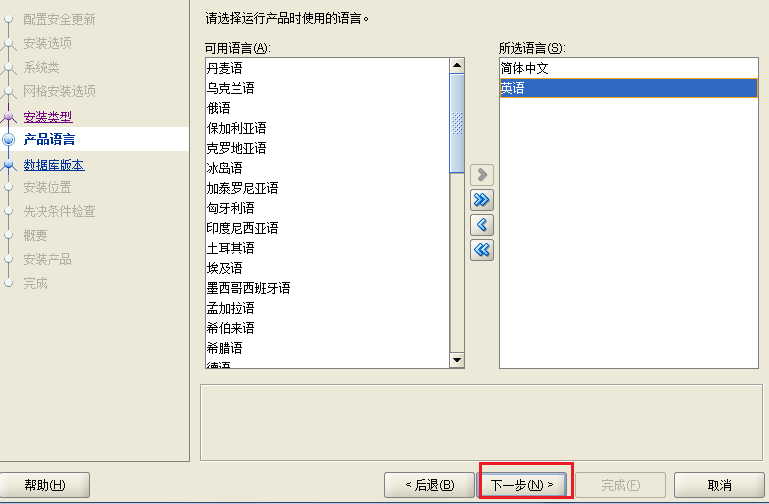 配置安全更新
安装选项
系统类
网格安装选项
安装类型
产品语言
数据库版本
安装位置
先决条件检查
概要
安装产品
完成
请选择运行产品时使用的语言。
可用语言(A):
丹麦语
乌克兰语
俄语
保加利亚语
克罗地亚语
冰岛语
加泰罗尼亚语
匈牙利语
印度尼西亚语
土耳其语
埃及语
墨西哥西班牙语
孟加拉语
希伯来语
希腊语
德语
所选语言(S):
简体中文
英语
帮助(H)
< 后退(B)
下一步(N) >
完成(F)
取消